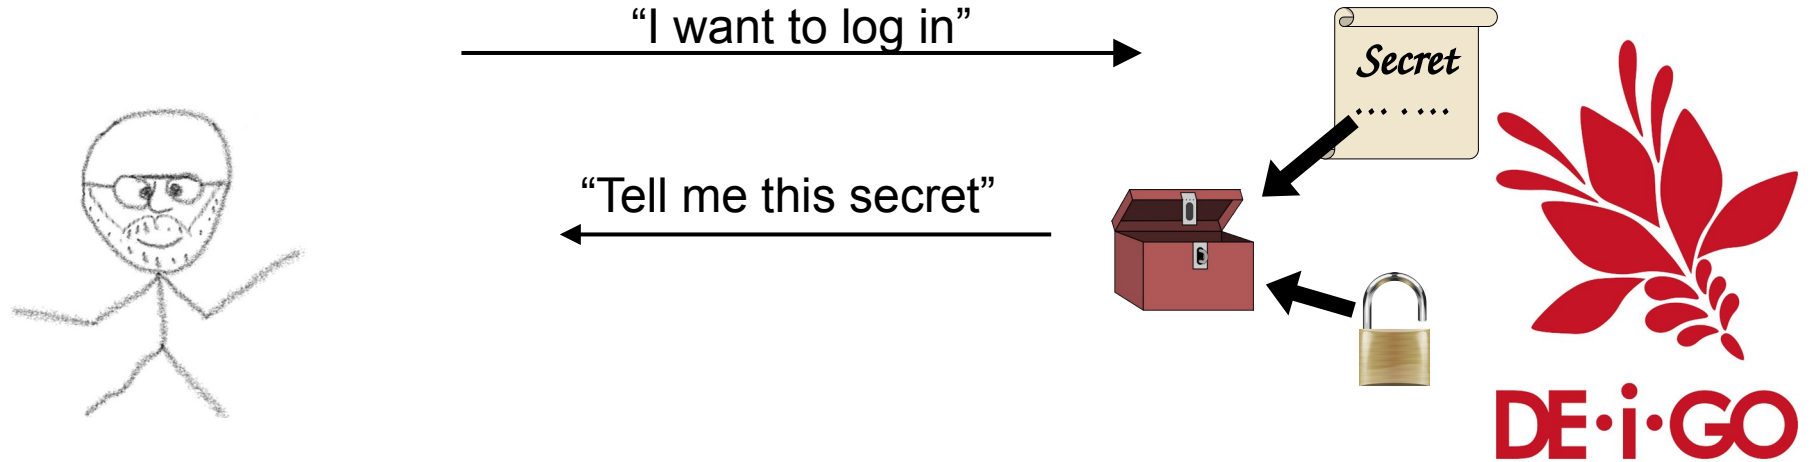 “I want to log in”
Secret
... . ...
“Tell me this secret”
DE·i·GO